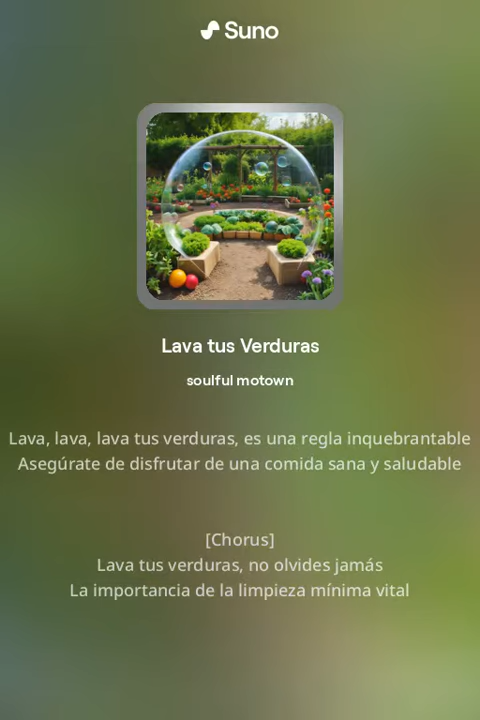 Suno
Lava tus Verduras
soulful motown
Lava, lava, lava tus verduras, es una regla inquebrantable
Asegúrate de disfrutar de una comida sana y saludable
[Chorus]
Lava tus verduras, no olvides jamás
La importancia de la limpieza mínima vital